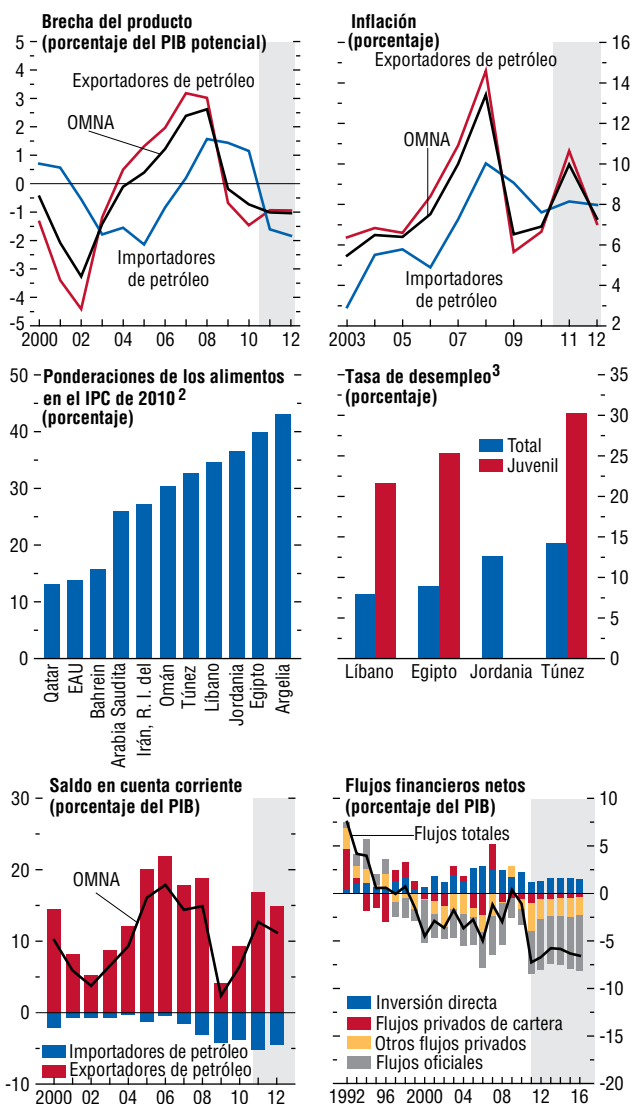 Brecha del producto
(porcentaje del PIB potencial)
5
4
3
2
1
0
-1
-2
-3
-4
-5
Exportadores de petróleo
OMNA
Importadores
de petróleo
2000 02 04 06 08 10 12
Inflación
(porcentaje)
16
14
12
10
8
6
4
2
Exportadores de petróleo
OMNA
Importadores
de petróleo
2003 05 07 09 11 12
Ponderaciones de los alimentos
en el IPC de 2010 2
(porcentaje)
50
40
30
20
10
0
Qatar
EAU
Bahrein
Arabia Saudita
Irán, R. I. del
Omán
Túnez
Líbano
Jordania
Egipto
Argelia
Tasa de desempleo3
(porcentaje)
Total
Juvenil
35
30
25
20
15
10
5
0
Líbano Egipto Jordania Túnez
Saldo en cuenta corriente
(porcentaje del PIB)
30
20
10
0
-10
OMNA
Importadores de petróleo
Exportadores de petróleo
2000 02 04 06 08 10 12
Flujos financieros netos
(porcentaje del PIB)
10
5
0
-5
-10
-15
-20
Flujos totales
Inversión directa
Flujos privados de cartera
Otros flujos privados
Flujos oficiales
1992 96 2000 04 08 12 16